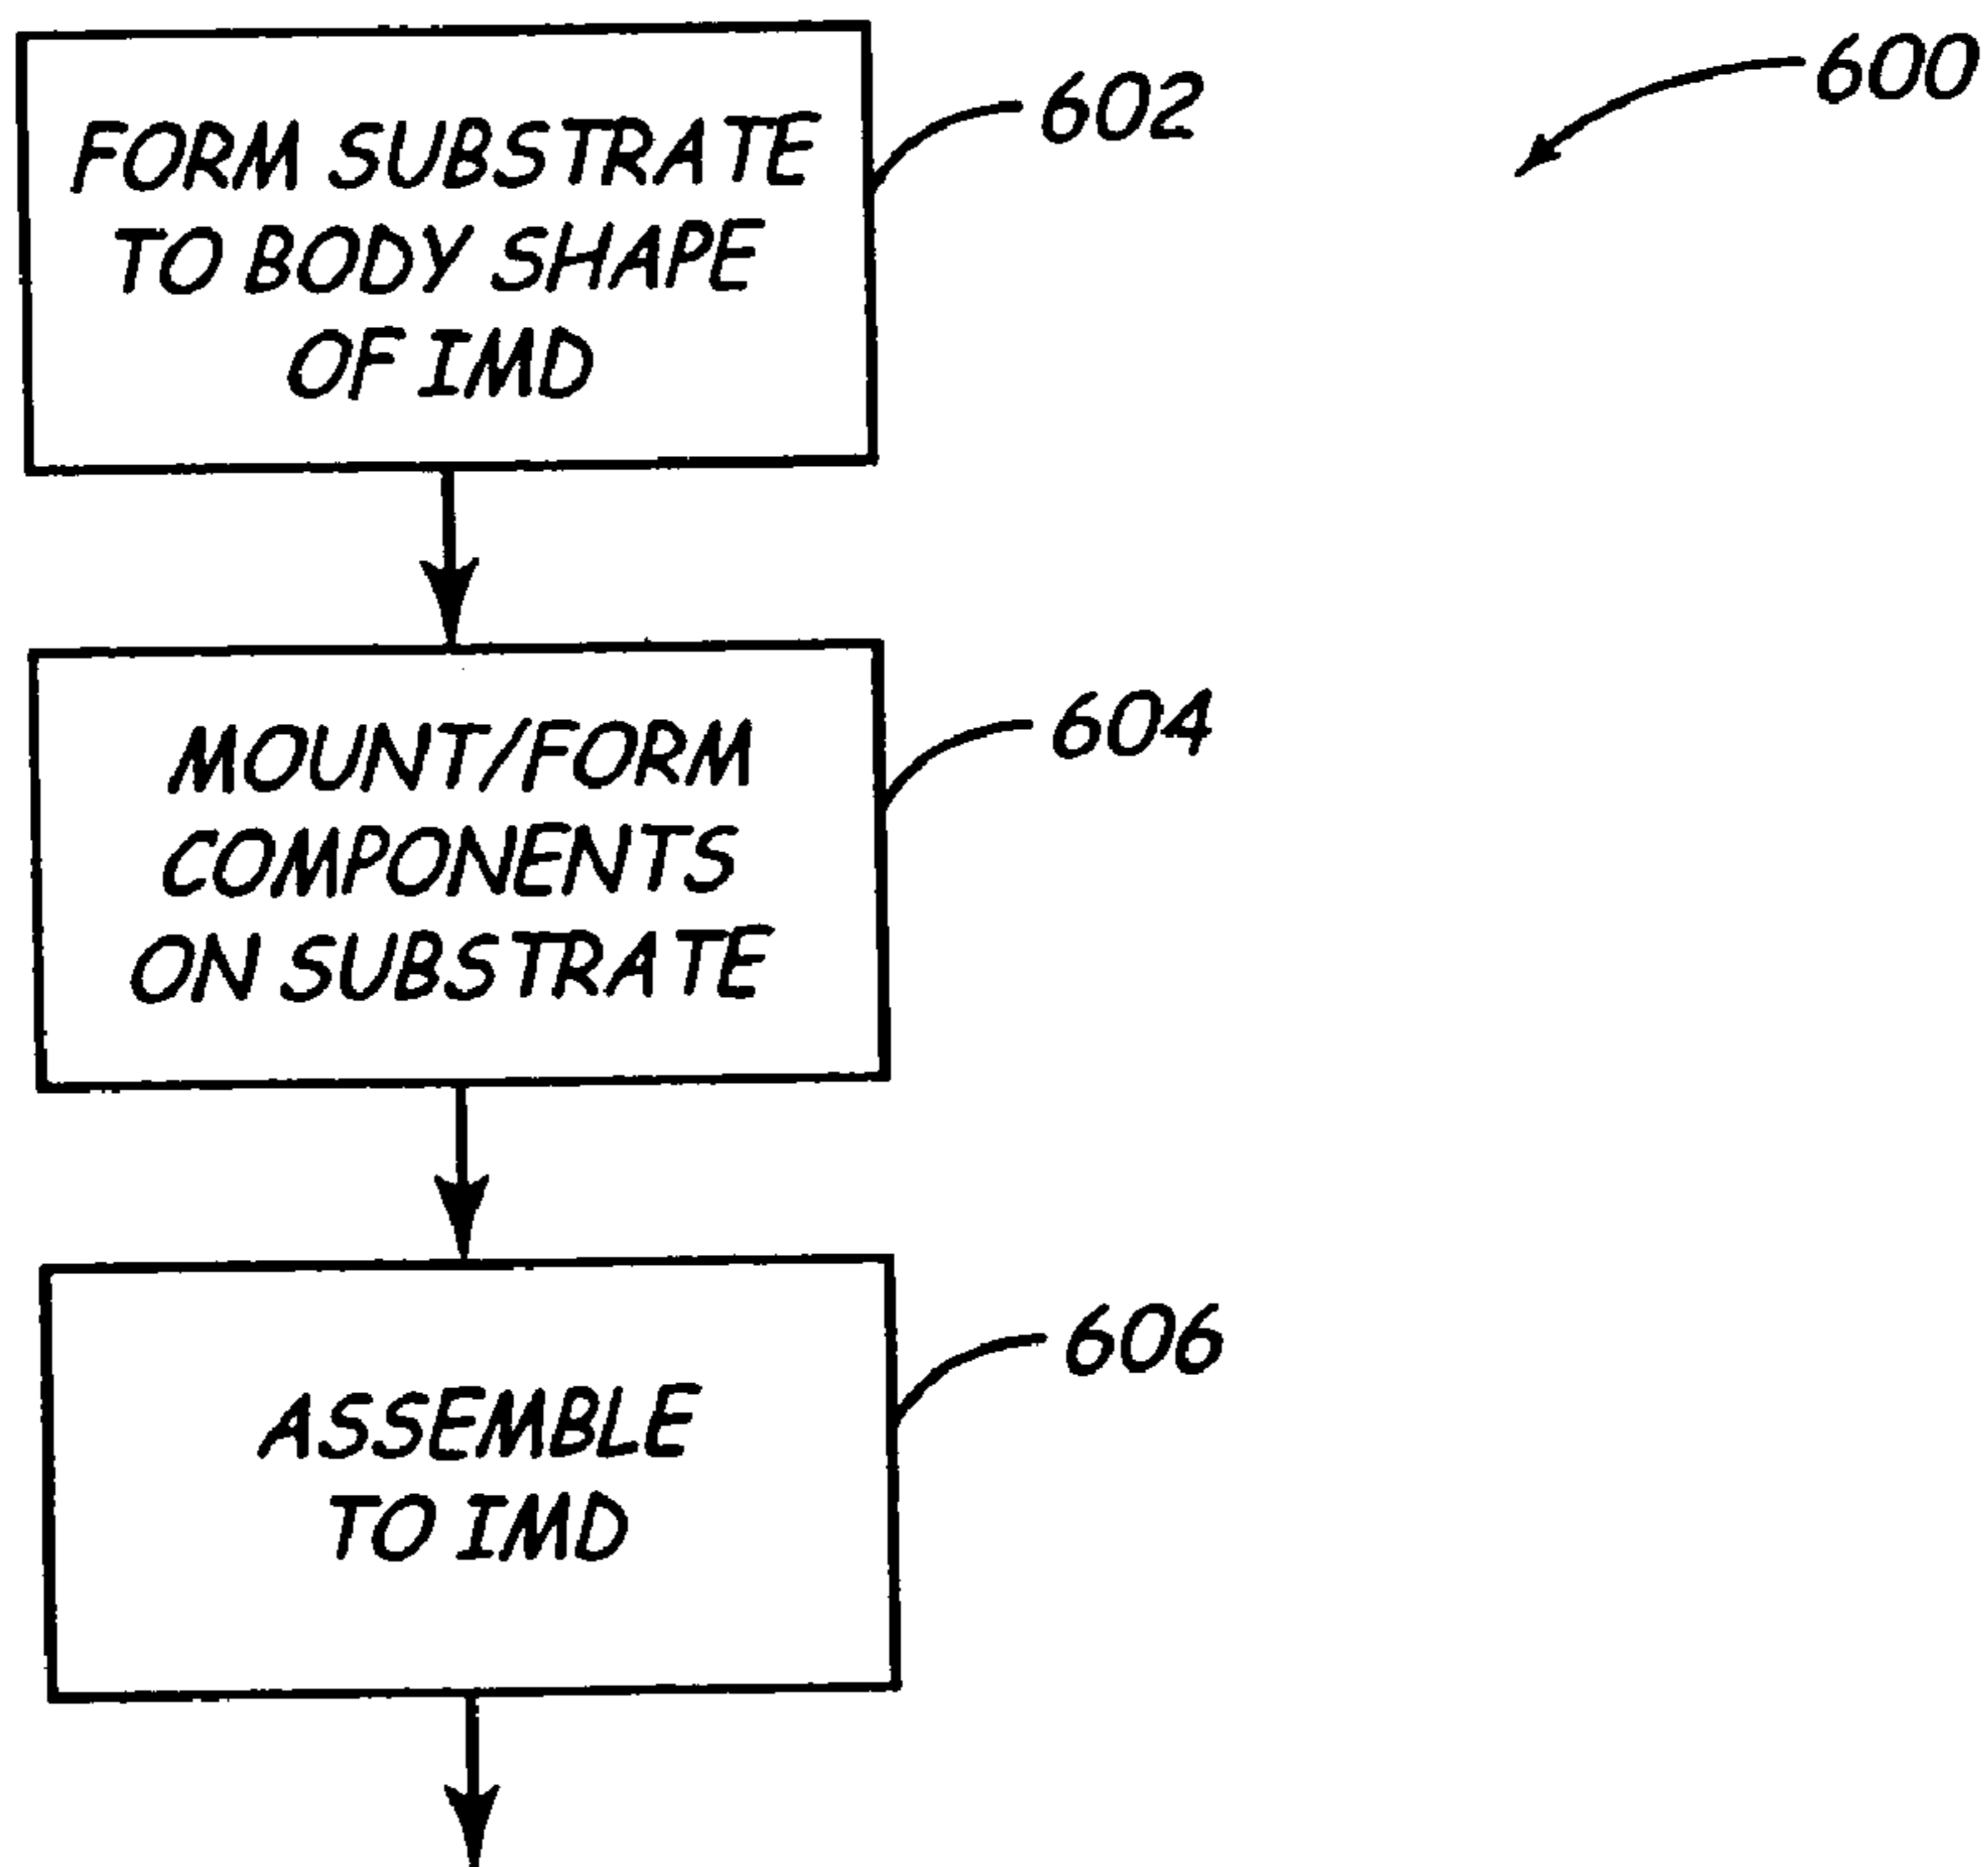 FORM SUBSTRATE
TO BODY SHAPE
OF IMD
602
600
MOUNT/FORM
COMPONENTS
ON SUBSTRATE
604
ASSEMBLE
TO IMD
606